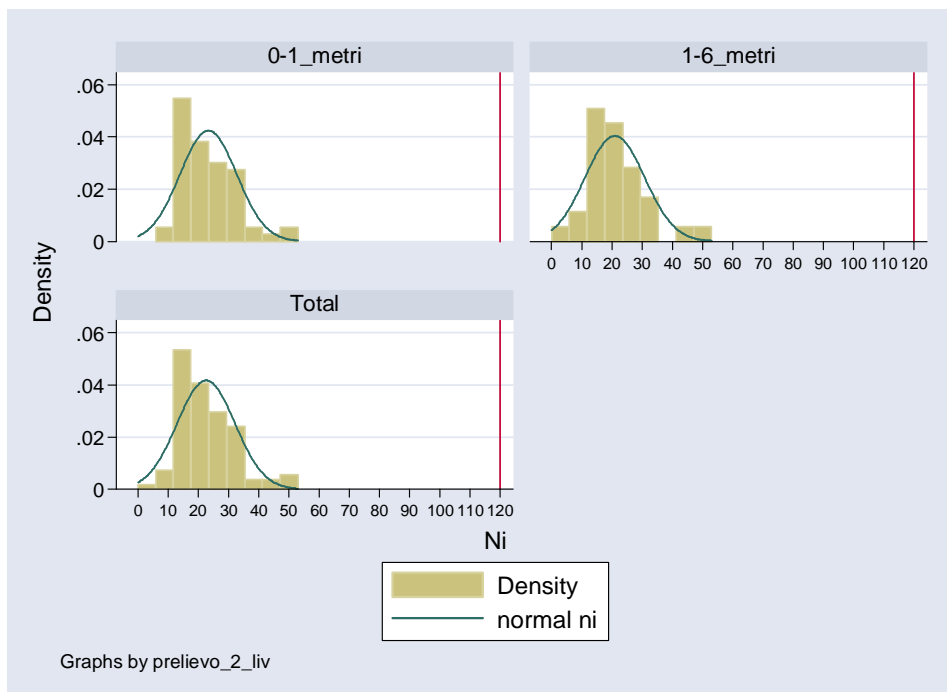 0-1_metri
1-6_metri
.06
.04
.02
0
0 10 20 30 40 50 60 70 80 90 100 110 120
Total
.06
.04
.02
0
0 10 20 30 40 50 60 70 80 90 100 110 120
Density
Ni
Density
normal ni
Graphs by prelievo_2_liv